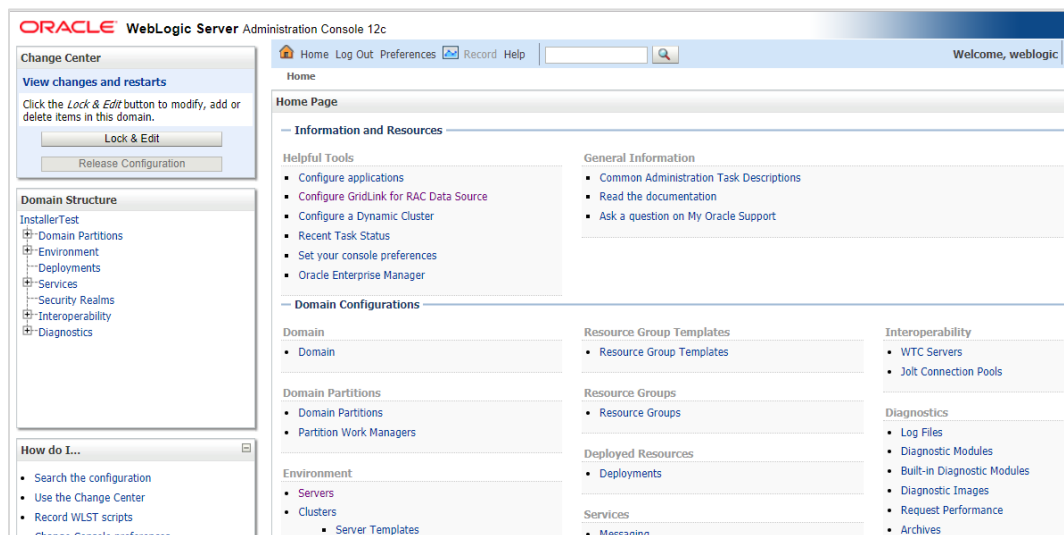 ORACLE WebLogic Server Administration Console 12c
Change Center
View changes and restarts
Click the Lock & Edit button to modify, add or
delete items in this domain.
Lock & Edit
Release Configuration
Domain Structure
InstallerTest
Domain Partitions
Environment
Deployments
Services
Security Realms
Interoperability
Diagnostics
How do I...
Search the configuration
Use the Change Center
Record WLST scripts
Change Console preferences
Home Log Out Preferences Record Help
Welcome, weblogic
Home
Home Page
Information and Resources
Helpful Tools
Configure applications
Configure GridLink for RAC Data Source
Configure a Dynamic Cluster
Recent Task Status
Set your console preferences
Oracle Enterprise Manager
General Information
Common Administration Task Descriptions
Read the documentation
Ask a question on My Oracle Support
Domain Configurations
Domain
Domain
Domain Partitions
Domain Partitions
Partition Work Managers
Environment
Servers
Clusters
Server Templates
Resource Group Templates
Resource Group Templates
Resource Groups
Resource Groups
Deployed Resources
Deployments
Services
Messaging
Interoperability
WTC Servers
Jolt Connection Pools
Diagnostics
Log Files
Diagnostic Modules
Built-in Diagnostic Modules
Diagnostic Images
Request Performance
Archives